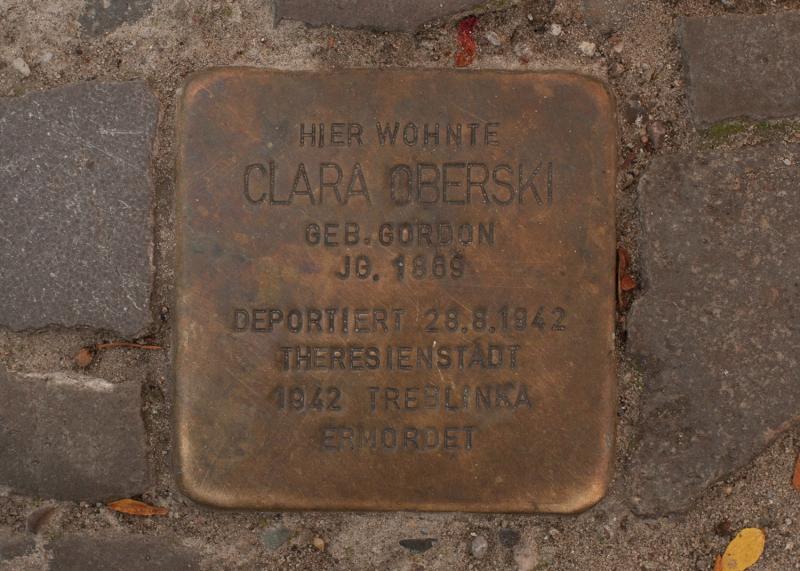 HIER WOHNTE
CLARA OBERSKI
GEB. GORDON
JG. 1869
DEPORTIERT 28.8.1942
THERESIENSTADT
1942 TREBLINKA
ERMORDET